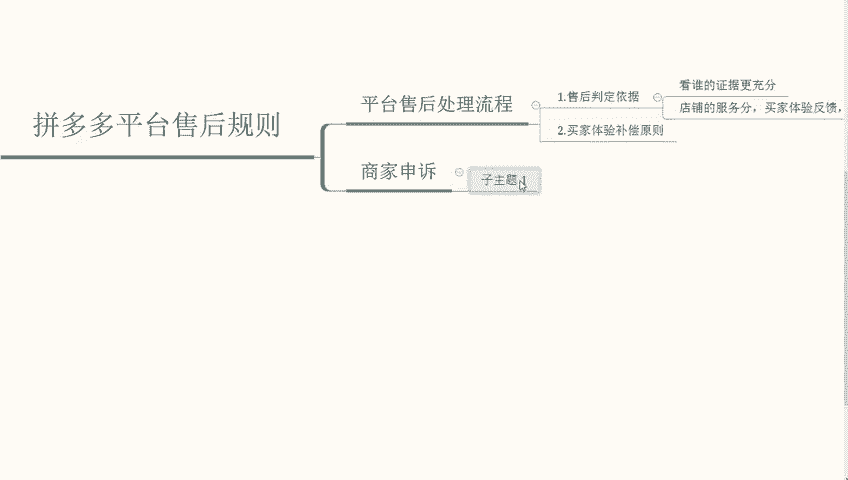 拼多多平台售后规则
平台售后处理流程
1.售后判定依据
看谁的证据更充分
店铺的服务分，买家体验反馈，
2.买家体验补偿原则
商家申诉
子主题 1